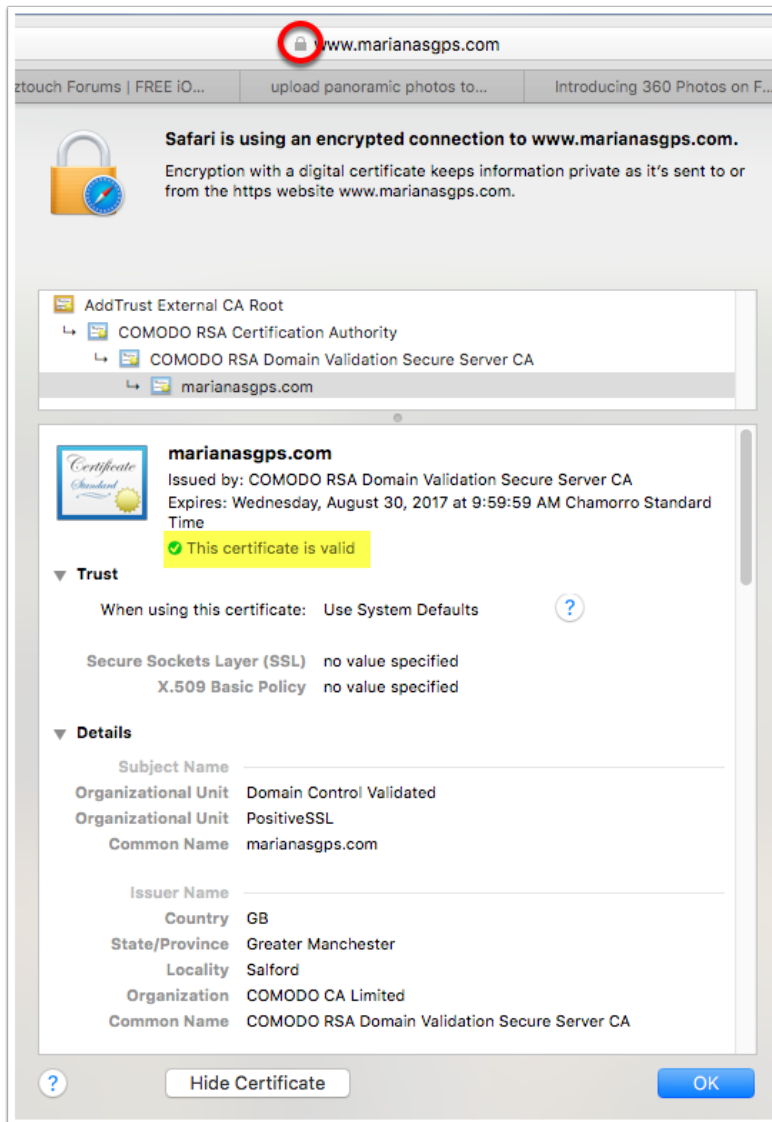 www.marianasgps.com
ztouch Forums | FREE iO... upload panoramic photos to... Introducing 360 Photos on F...
Safari is using an encrypted connection to www.marianasgps.com.
Encryption with a digital certificate keeps information private as it's sent to or
from the https website www.marianasgps.com.
AddTrust External CA Root
COMODO RSA Certification Authority
COMODO RSA Domain Validation Secure Server CA
marianasgps.com
Certificate
Standard
marianasgps.com
Issued by: COMODO RSA Domain Validation Secure Server CA
Expires: Wednesday, August 30, 2017 at 9:59:59 AM Chamorro Standard
Time
This certificate is valid
Trust
When using this certificate: Use System Defaults ?
Secure Sockets Layer (SSL) no value specified
X.509 Basic Policy no value specified
Details
Subject Name
Organizational Unit Domain Control Validated
Organizational Unit PositiveSSL
Common Name marianasgps.com
Issuer Name
Country GB
State/Province Greater Manchester
Locality Salford
Organization COMODO CA Limited
Common Name COMODO RSA Domain Validation Secure Server CA
? Hide Certificate OK